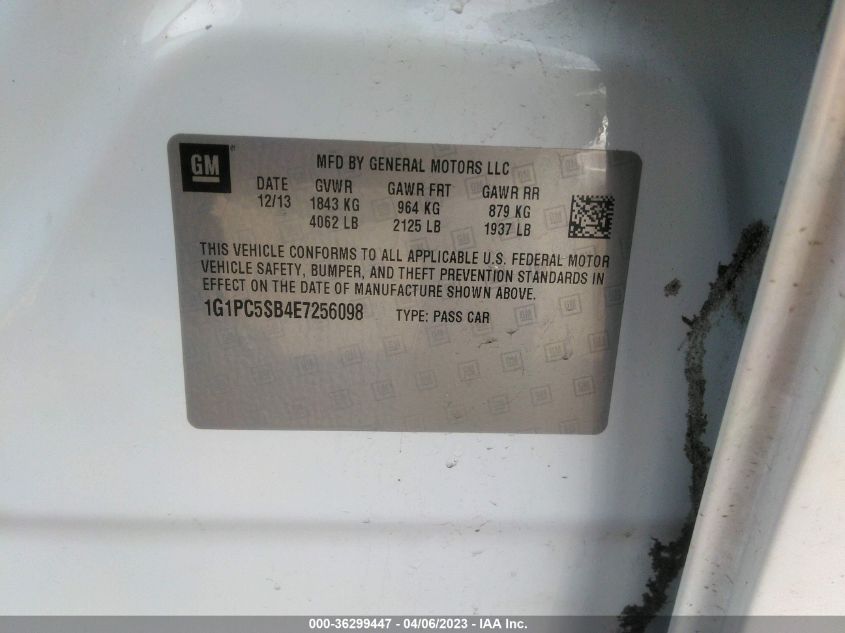 GM
MFD BY GENERAL MOTORS LLC
DATE GVWR GAWR FRT GAWR RR
12/13 1843 KG 964 KG 879 KG
4062 LB 2125 LB 1937 LB
THIS VEHICLE CONFORMS TO ALL APPLICABLE U.S. FEDERAL MOTOR
VEHICLE SAFETY, BUMPER, AND THEFT PREVENTION STANDARDS IN
EFFECT ON THE DATE OF MANUFACTURE SHOWN ABOVE.
1G1PC5SB4E7256098 TYPE: PASS CAR
000-36299447 - 04/06/2023 - IAA Inc.